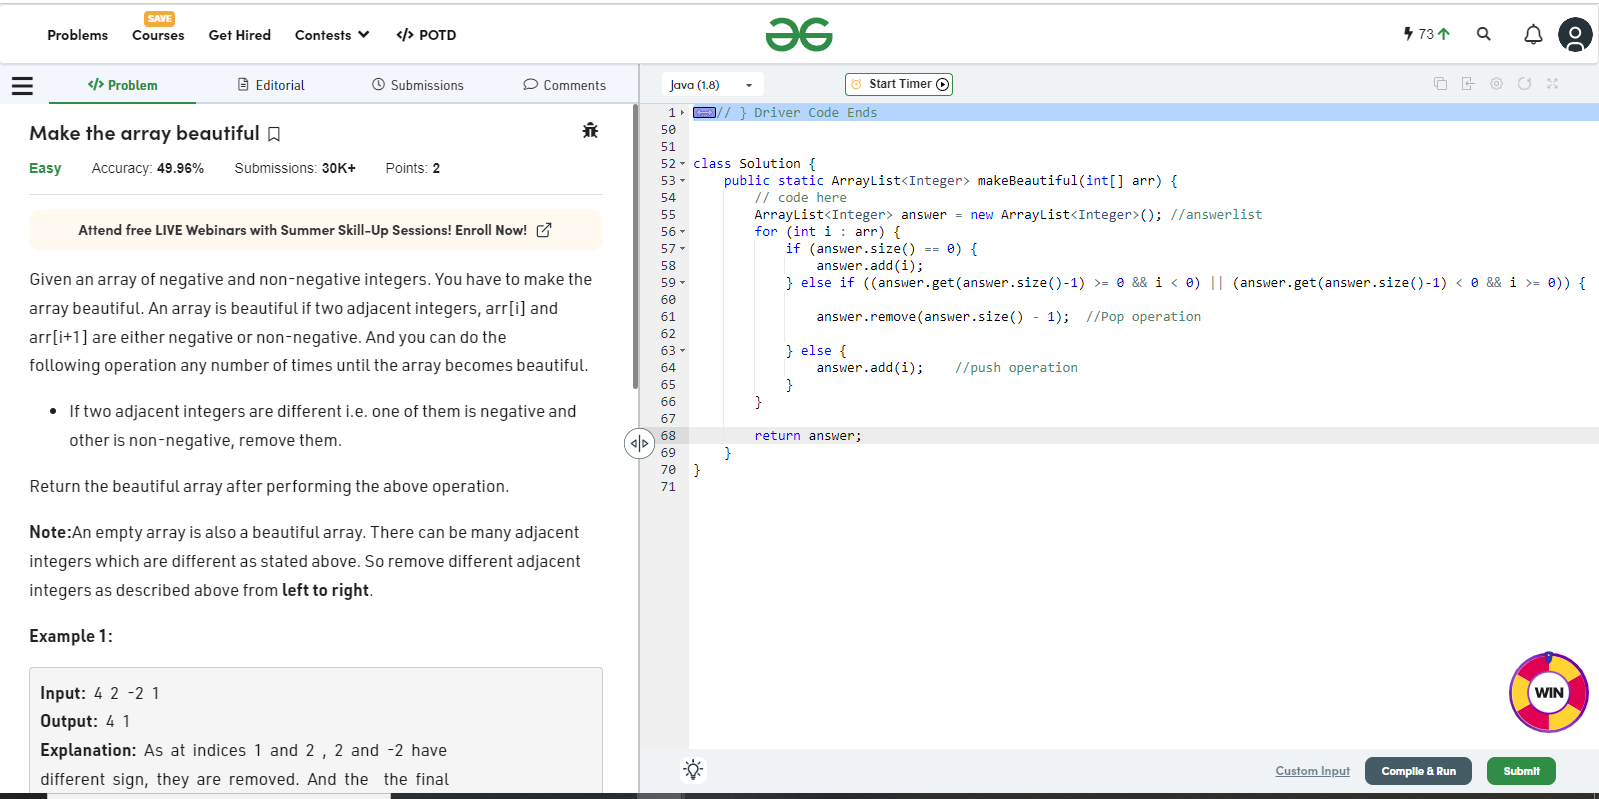 SAVE
Problems Courses Get Hired Contests </> POTD
73
</> Problem Editorial Submissions Comments
Java (1.8) Start Timer
Make the array beautiful
Easy Accuracy: 49.96% Submissions: 30K+ Points: 2
Attend free LIVE Webinars with Summer Skill-Up Sessions! Enroll Now!
Given an array of negative and non-negative integers. You have to make the
array beautiful. An array is beautiful if two adjacent integers, arr[i] and
arr[i+1] are either negative or non-negative. And you can do the
following operation any number of times until the array becomes beautiful.
• If two adjacent integers are different i.e. one of them is negative and
other is non-negative, remove them.
Return the beautiful array after performing the above operation.
Note:An empty array is also a beautiful array. There can be many adjacent
integers which are different as stated above. So remove different adjacent
integers as described above from left to right.
Example 1:
Input: 4 2 -2 1
Output: 4 1
Explanation: As at indices 1 and 2 , 2 and -2 have
different sign, they are removed. And the the final
1 // } Driver Code Ends
50
51
52 class Solution {
53 public static ArrayList<Integer> makeBeautiful(int[] arr) {
54 // code here
55 ArrayList<Integer> answer = new ArrayList<Integer>(); //answerlist
56 for (int i : arr) {
57 if (answer.size() == 0) {
58 answer.add(i);
59 } else if ((answer.get(answer.size()-1) >= 0 && i < 0) || (answer.get(answer.size()-1) < 0 && i >= 0)) {
60
61 answer.remove(answer.size() - 1); //Pop operation
62
63 } else {
64 answer.add(i); //push operation
65 }
66 }
67
68 return answer;
69 }
70 }
71
WIN
Custom Input Compile & Run Submit